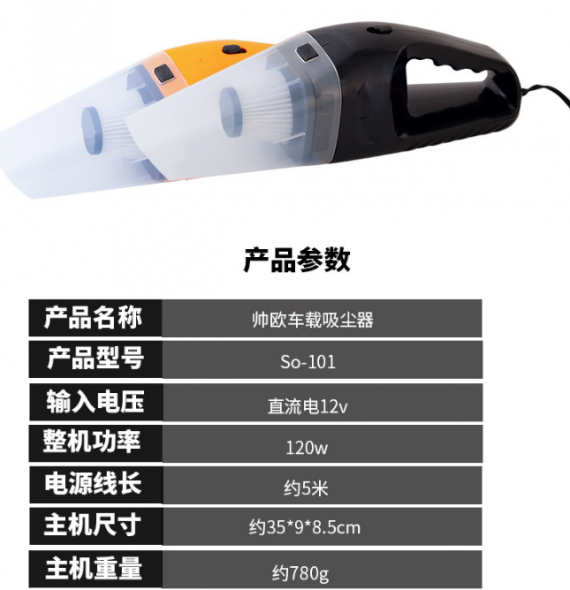 产品参数
产品名称 帅欧车载吸尘器
产品型号 So-101
输入电压 直流电12v
整机功率 120w
电源线长 约5米
主机尺寸 约35*9*8.5cm
主机重量 约780g